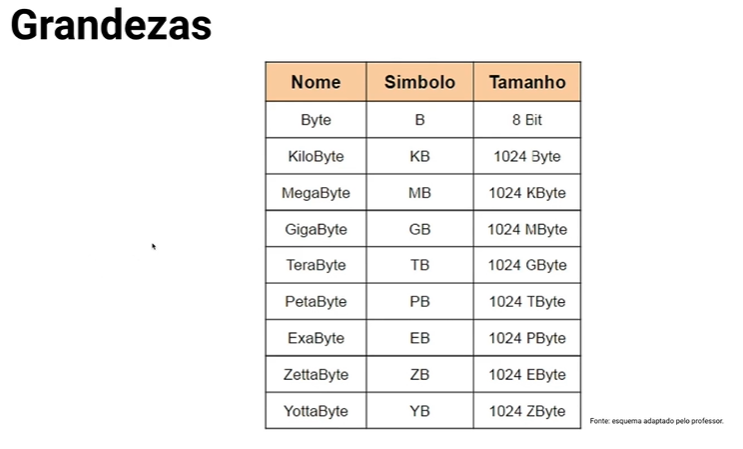 Grandezas
Nome Simbolo Tamanho
Byte B 8 Bit
KiloByte KB 1024 Byte
MegaByte MB 1024 KByte
GigaByte GB 1024 MByte
TeraByte TB 1024 GByte
PetaByte PB 1024 TByte
ExaByte EB 1024 PByte
ZettaByte ZB 1024 EByte
YottaByte YB 1024 ZByte
Fonte: esquema adaptado pelo professor.